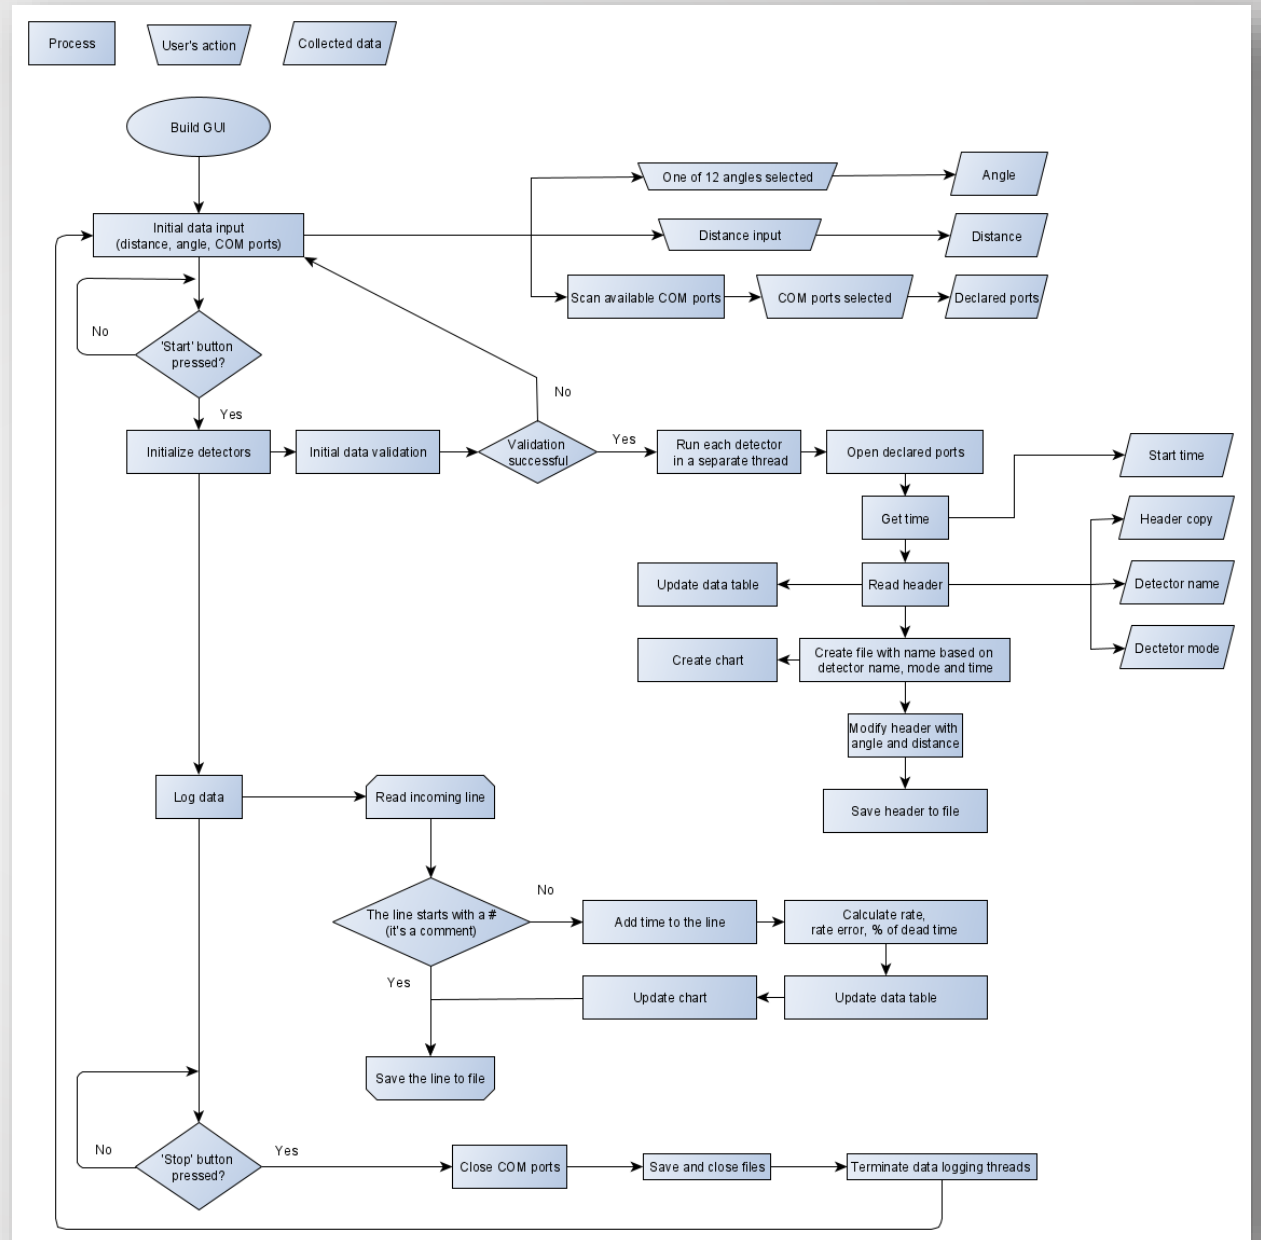 Process
User's action
Collected data
Build GUI
One of 12 angles selected
Angle
Initial data input
(distance, angle, COM ports)
Distance input
Distance
Scan available COM ports
COM ports selected
Declared ports
No
'Start' button
pressed?
No
Yes
Initialize detectors
Initial data validation
Validation
successful
Yes
Run each detector
in a separate thread
Open declared ports
Start time
Get time
Header copy
Update data table
Read header
Detector name
Create chart
Create file with name based on
detector name, mode and time
Dectetor mode
Modify header with
angle and distance
Log data
Read incoming line
Save header to file
No
The line starts with a #
(it's a comment)
Add time to the line
Calculate rate,
rate error, % of dead time
Yes
Update chart
Update data table
Save the line to file
No
'Stop' button
pressed?
Yes
Close COM ports
Save and close files
Terminate data logging threads